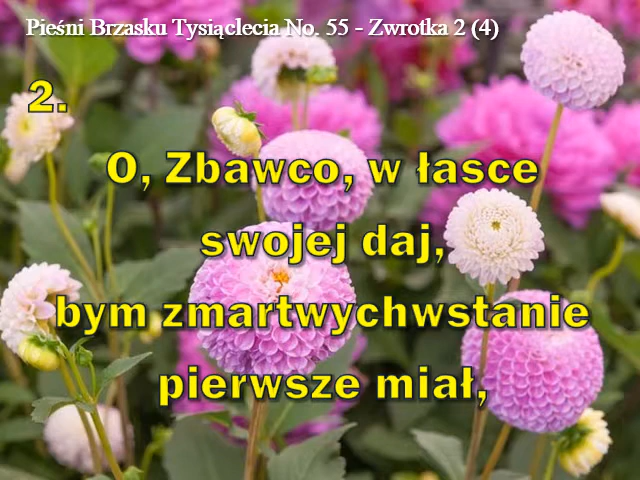 Pieśni Brzasku Tysiąclecia No. 55 - Zwrotka 2 (4)
2.
O, Zbawco, w łasce
swojej daj,
bym zmartwychwstanie
pierwsze miał,